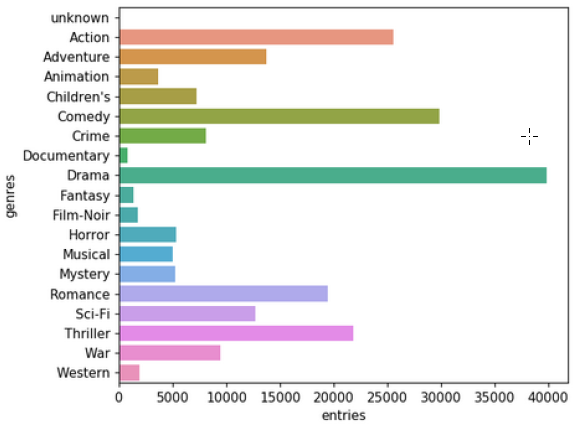 unknown
Action
Adventure
Animation
Children's
Comedy
Crime
Documentary
Drama
Fantasy
Film-Noir
Horror
Musical
Mystery
Romance
Sci-Fi
Thriller
War
Western
genres
0 5000 10000 15000 20000 25000 30000 35000 40000
entries